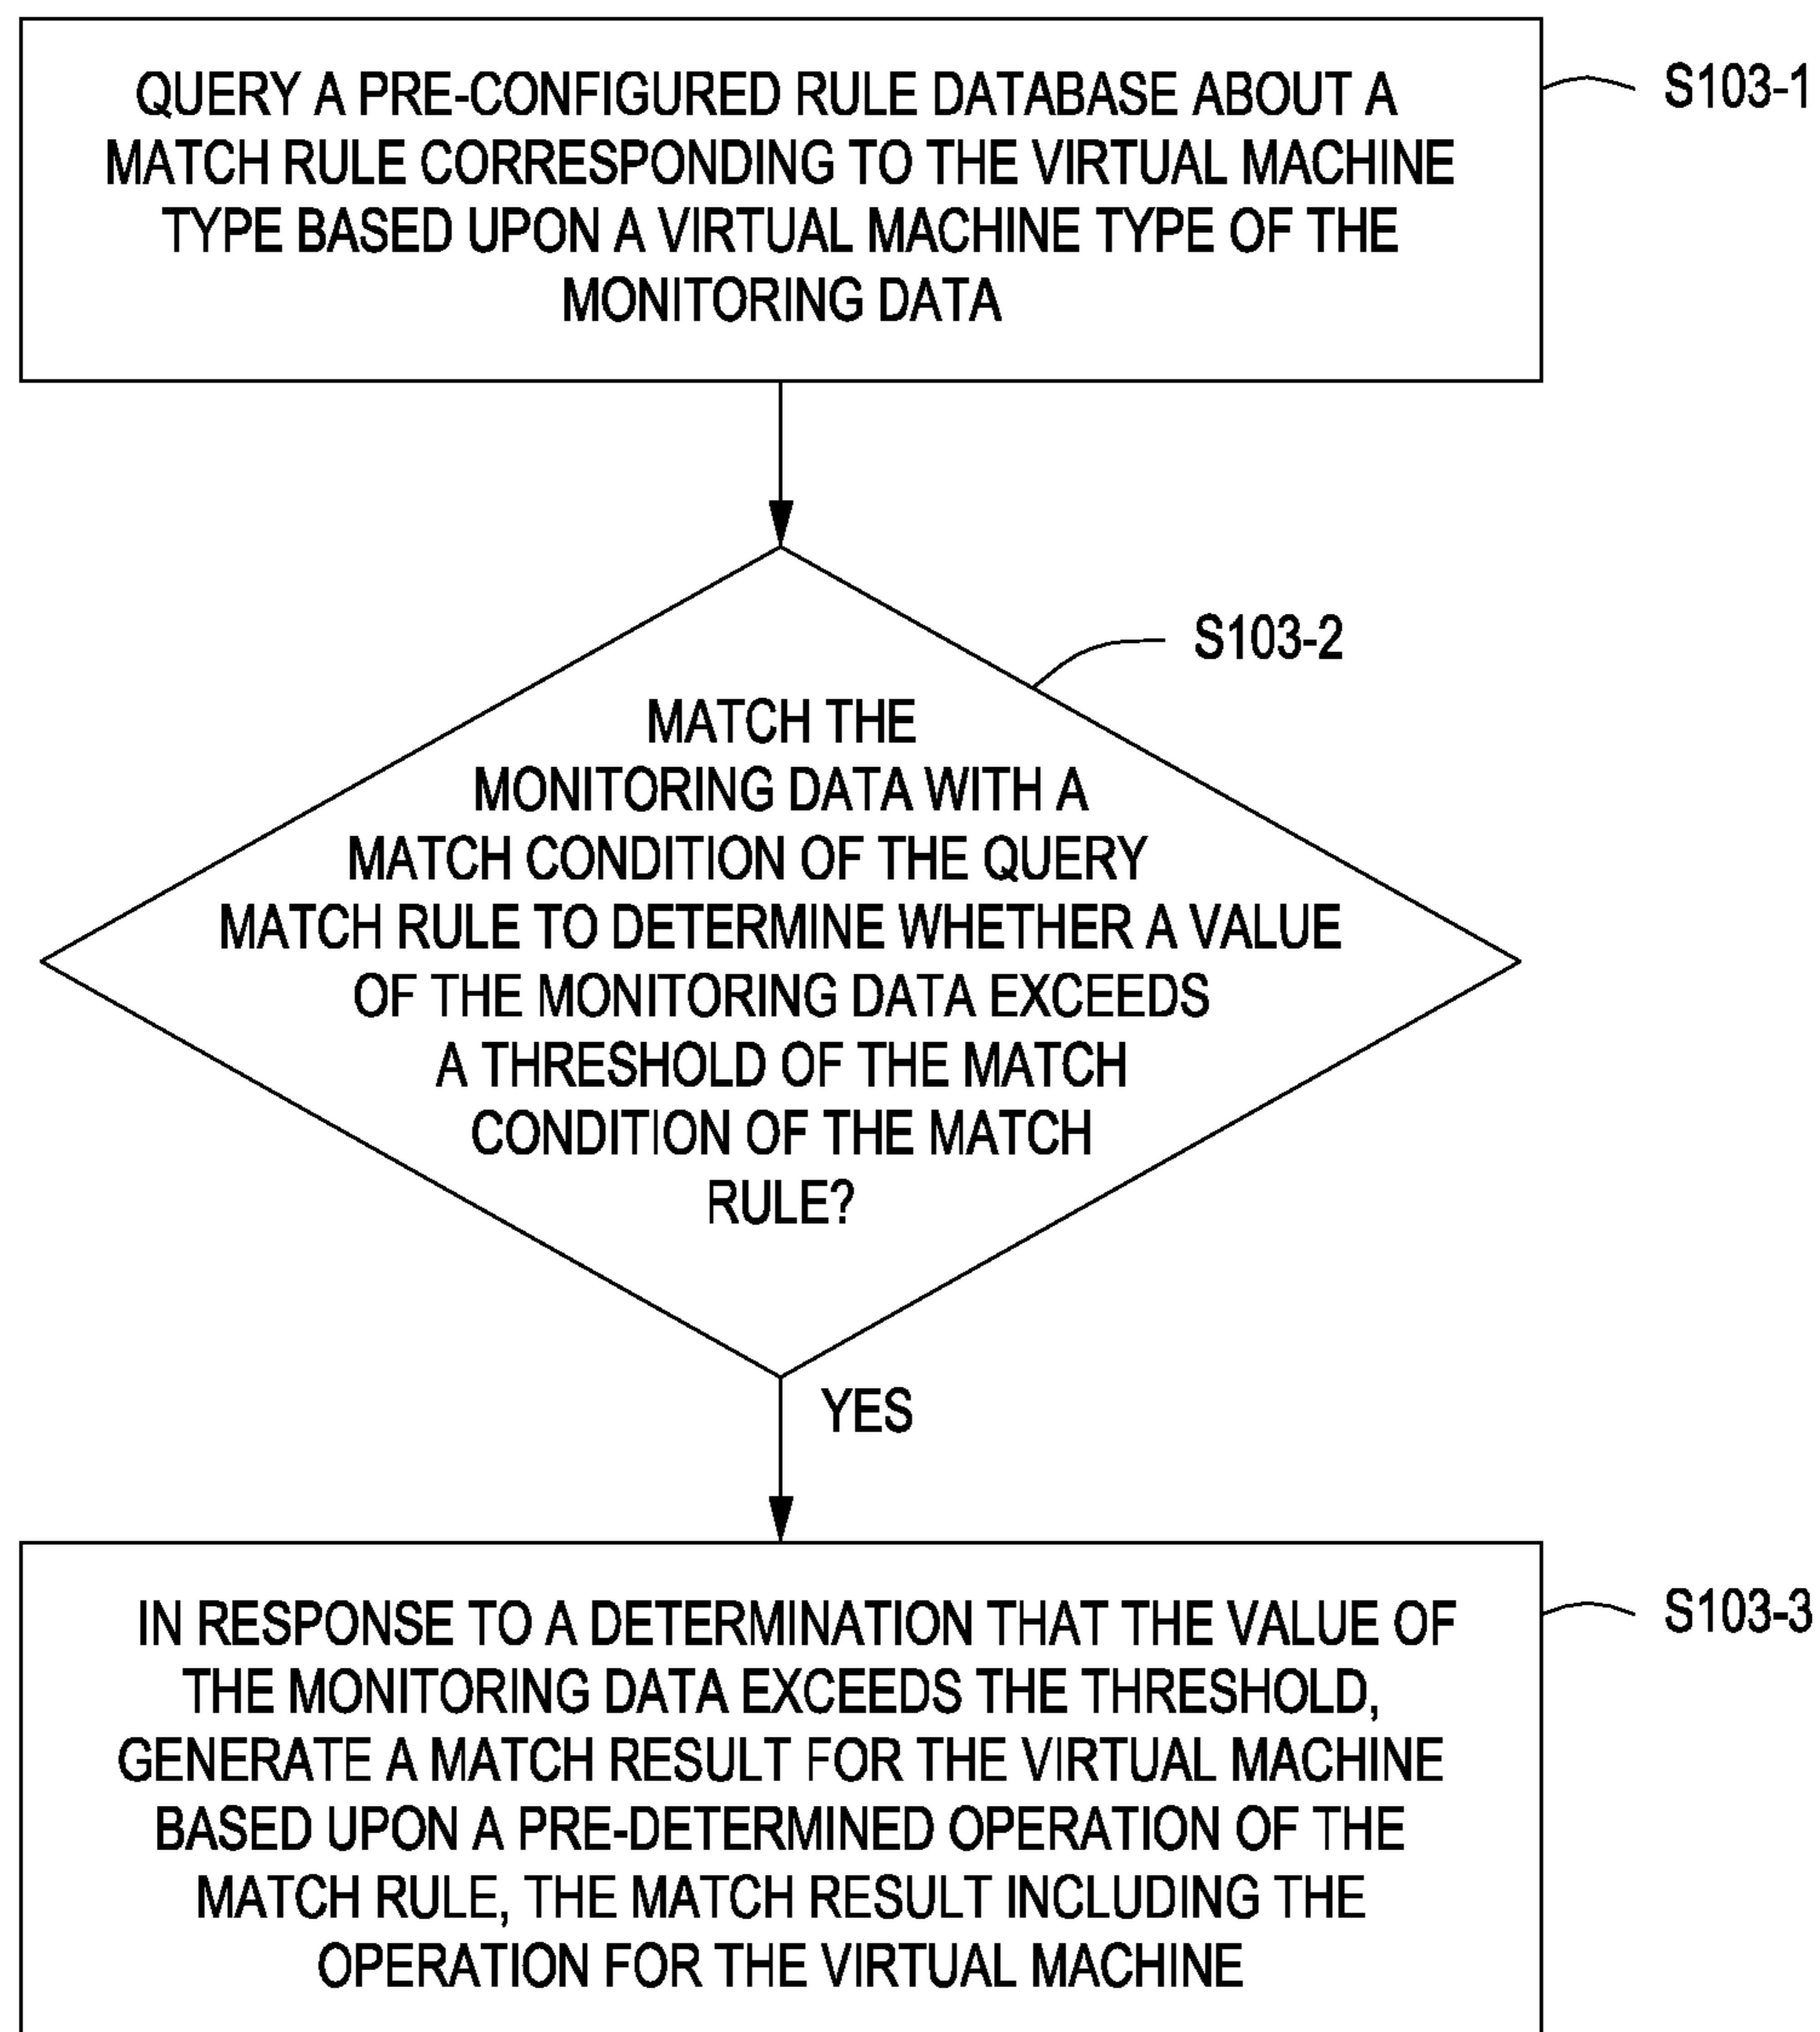 QUERY A PRE-CONFIGURED RULE DATABASE ABOUT A
MATCH RULE CORRESPONDING TO THE VIRTUAL MACHINE
TYPE BASED UPON A VIRTUAL MACHINE TYPE OF THE
MONITORING DATA
S103-1
S103-2
MATCH THE
MONITORING DATA WITH A
MATCH CONDITION OF THE QUERY
MATCH RULE TO DETERMINE WHETHER A VALUE
OF THE MONITORING DATA EXCEEDS
A THRESHOLD OF THE MATCH
CONDITION OF THE MATCH
RULE?
YES
IN RESPONSE TO A DETERMINATION THAT THE VALUE OF
THE MONITORING DATA EXCEEDS THE THRESHOLD,
GENERATE A MATCH RESULT FOR THE VIRTUAL MACHINE
BASED UPON A PRE-DETERMINED OPERATION OF THE
MATCH RULE, THE MATCH RESULT INCLUDING THE
OPERATION FOR THE VIRTUAL MACHINE
S103-3